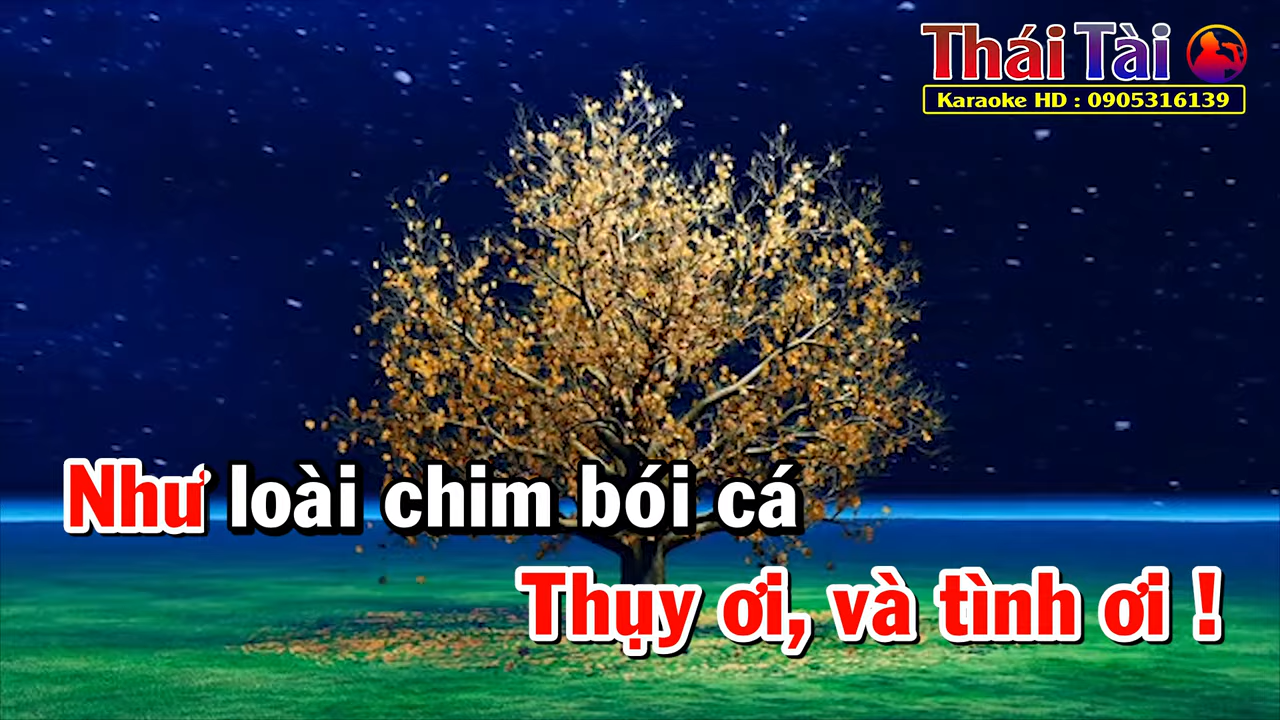 Thái Tài
Karaoke HD : 0905316139
Như loài chim bói cá
Thụy ơi, và tình ơi !